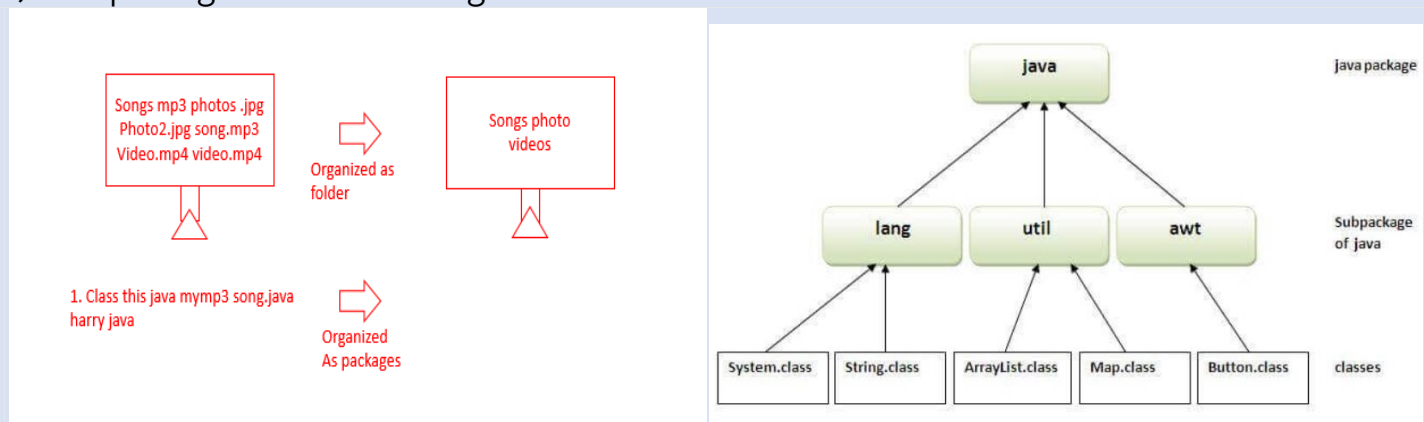 Songs mp3 photos .jpg
Photo2.jpg song.mp3
Video.mp4 video.mp4
Organized as
folder
Songs photo
videos
1. Class this java mymp3 song.java
harry java
Organized
As packages
java
java package
lang
util
awt
Subpackage
of java
System.class
String.class
ArrayList.class
Map.class
Button.class
classes